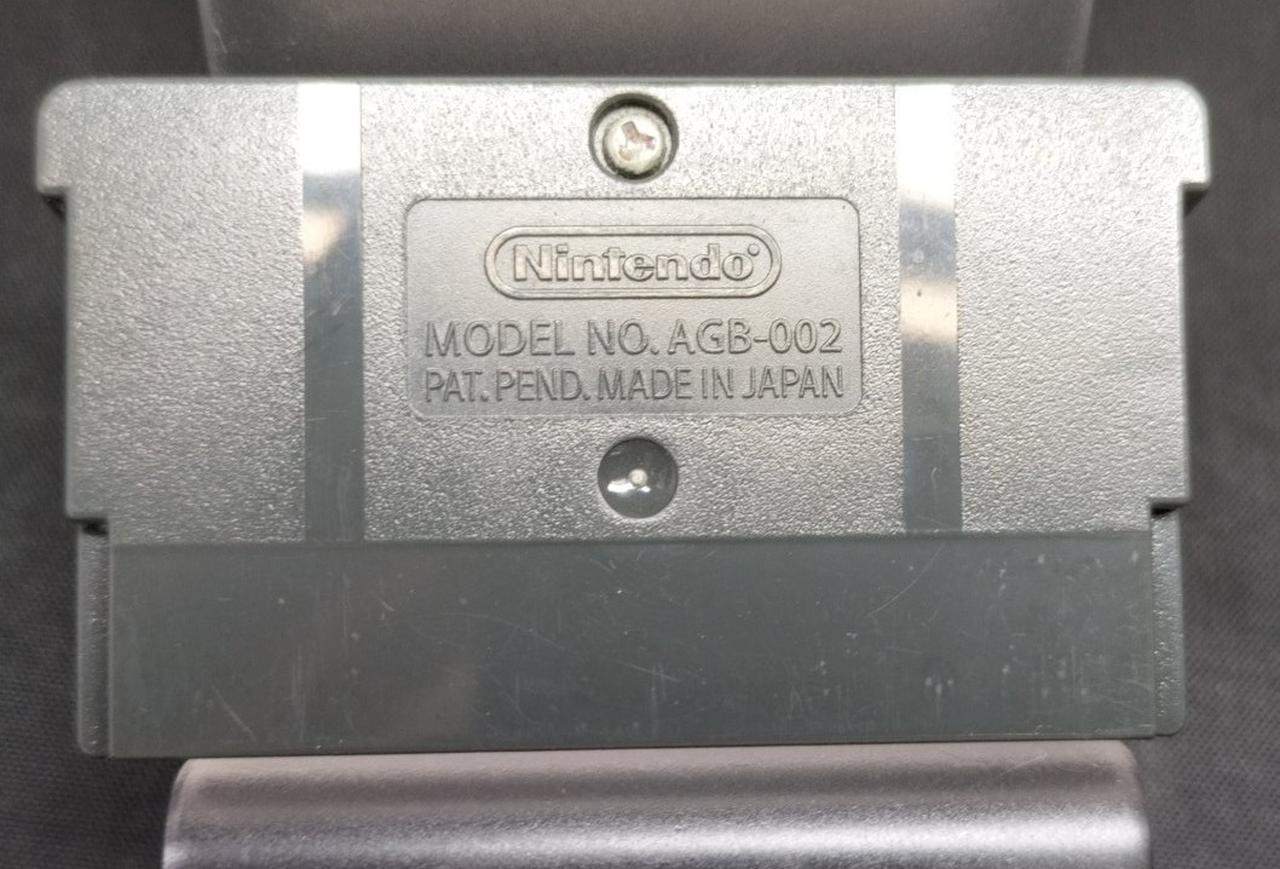 Nintendo
MODEL NO. AGB-002
PAT. PEND. MADE IN JAPAN